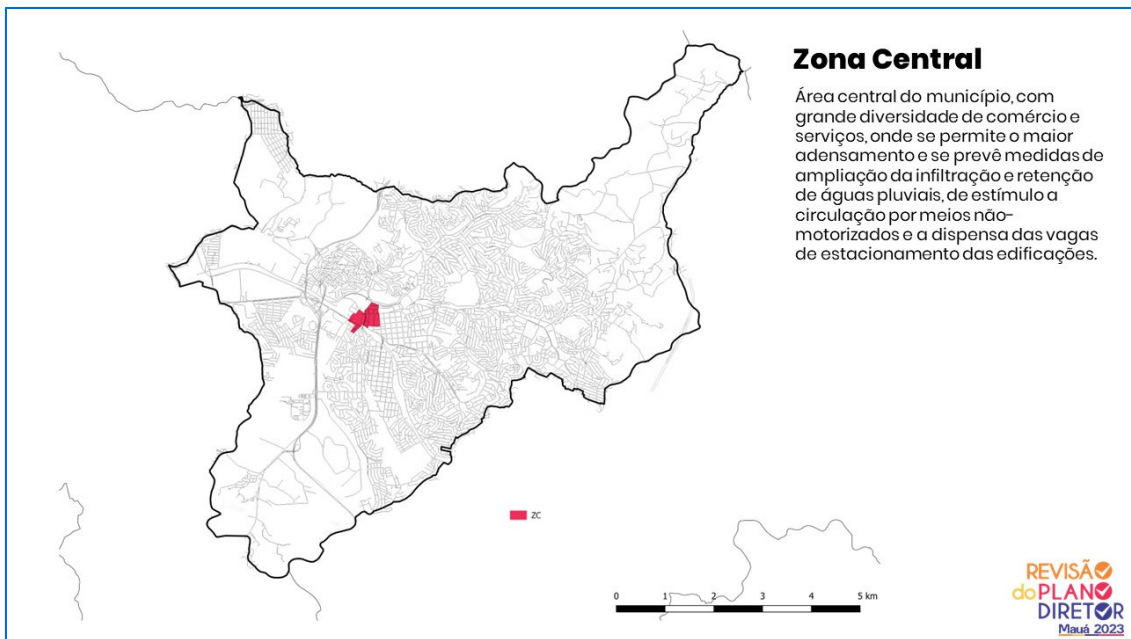 Zona Central
Área central do município, com
grande diversidade de comércio e
serviços, onde se permite o maior
adensamento e se prevê medidas de
ampliação da infiltração e retenção
de águas pluviais, de estímulo a
circulação por meios não-
motorizados e a dispensa das vagas
de estacionamento das edificações.
ZC
0 1 2 3 4 5 km
REVISÃO
do PLANO
DIRETOR
Mauá 2023